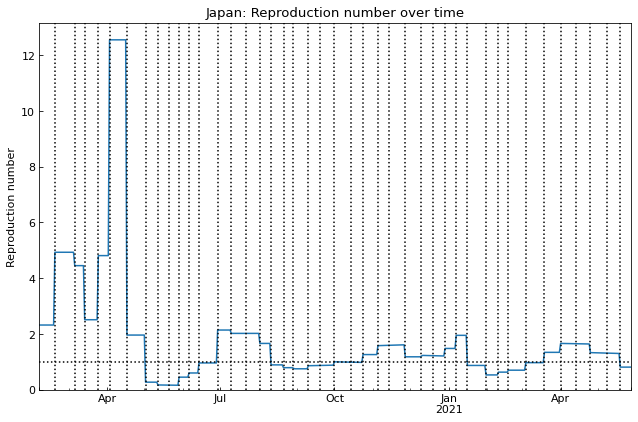 Japan: Reproduction number over time
Reproduction number
12
10
8
6
4
2
0
Apr
Jul
Oct
Jan
2021
Apr